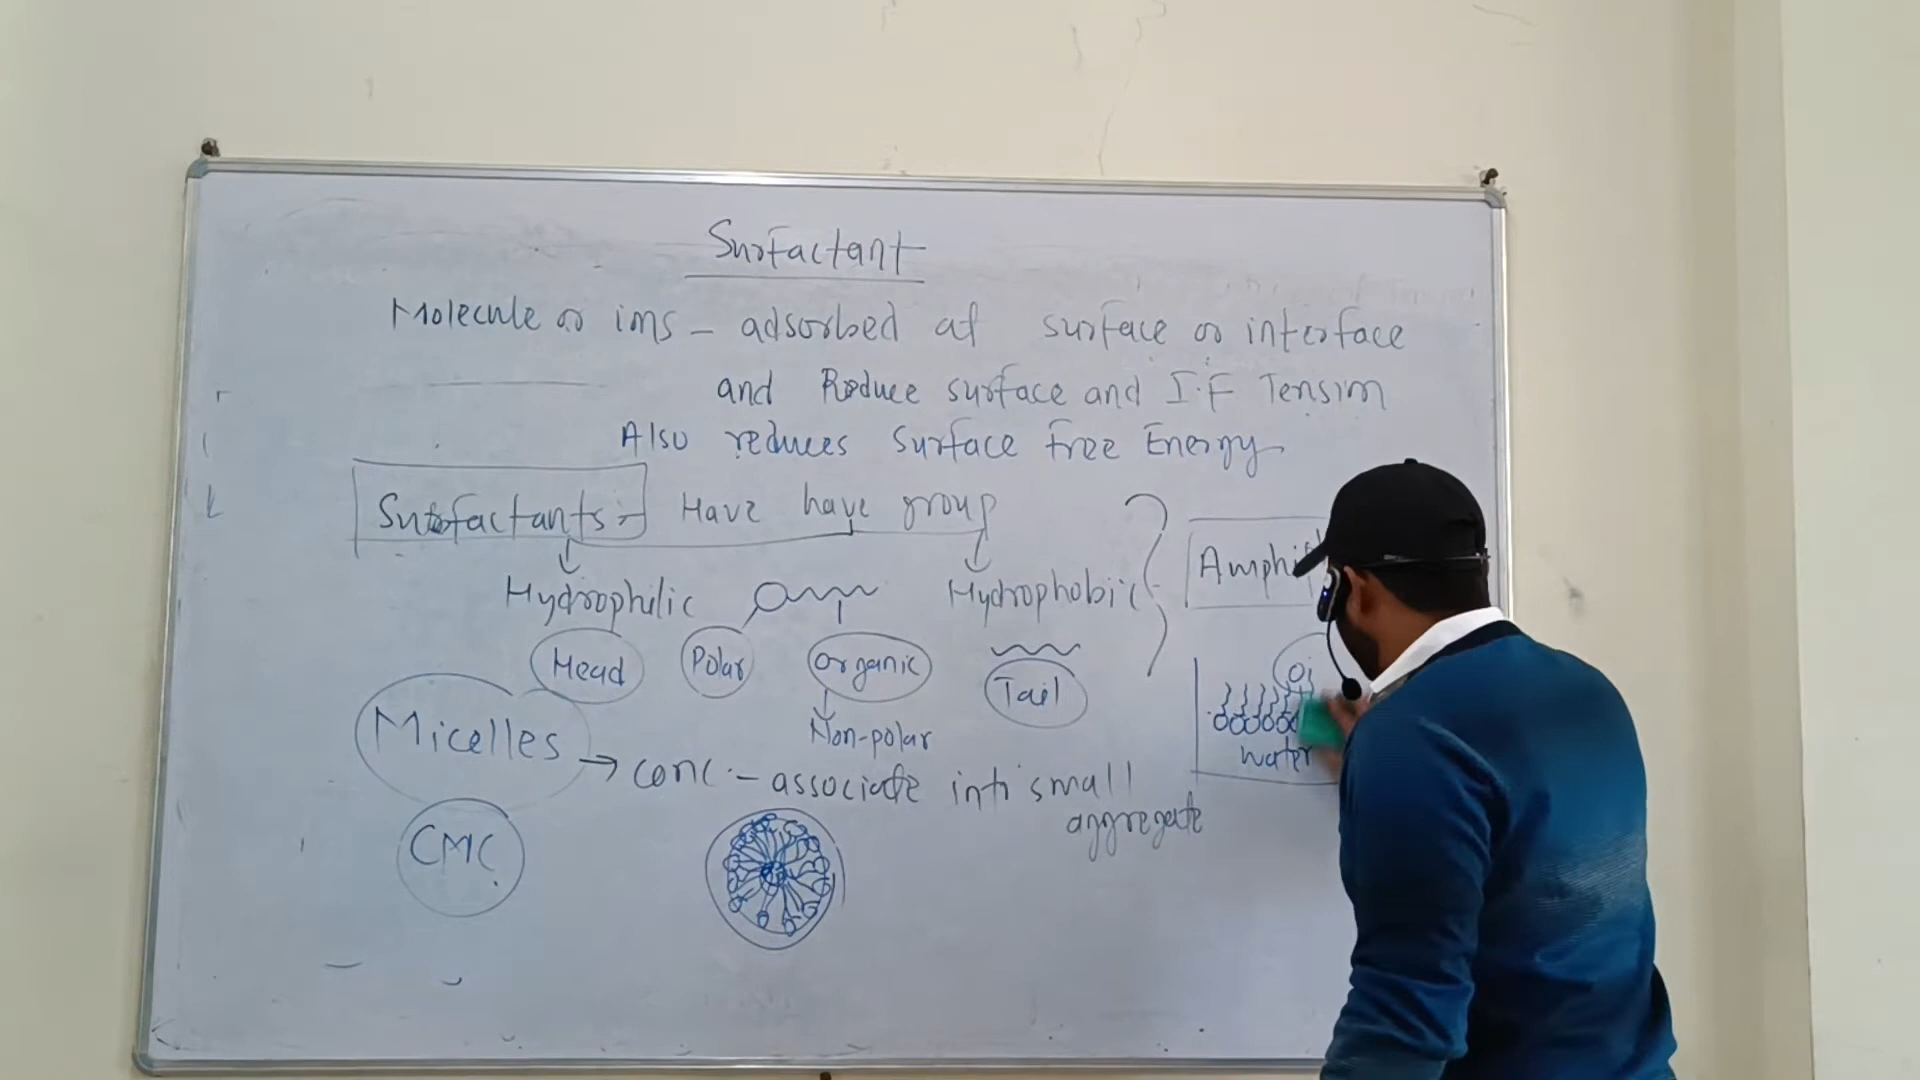 Surfactant
Molecule or ions - adsorbed at surface or interface
and Reduce surface and I.F Tension
Also reduces Surface Free Energy
Surfactants:- Have have group
Hydrophilic
Hydrophobic
Head
Polar
organic
Tail
Non-polar
Amphi
Oi
water
Micelles → conc. - associate into small
aggregate
CMC